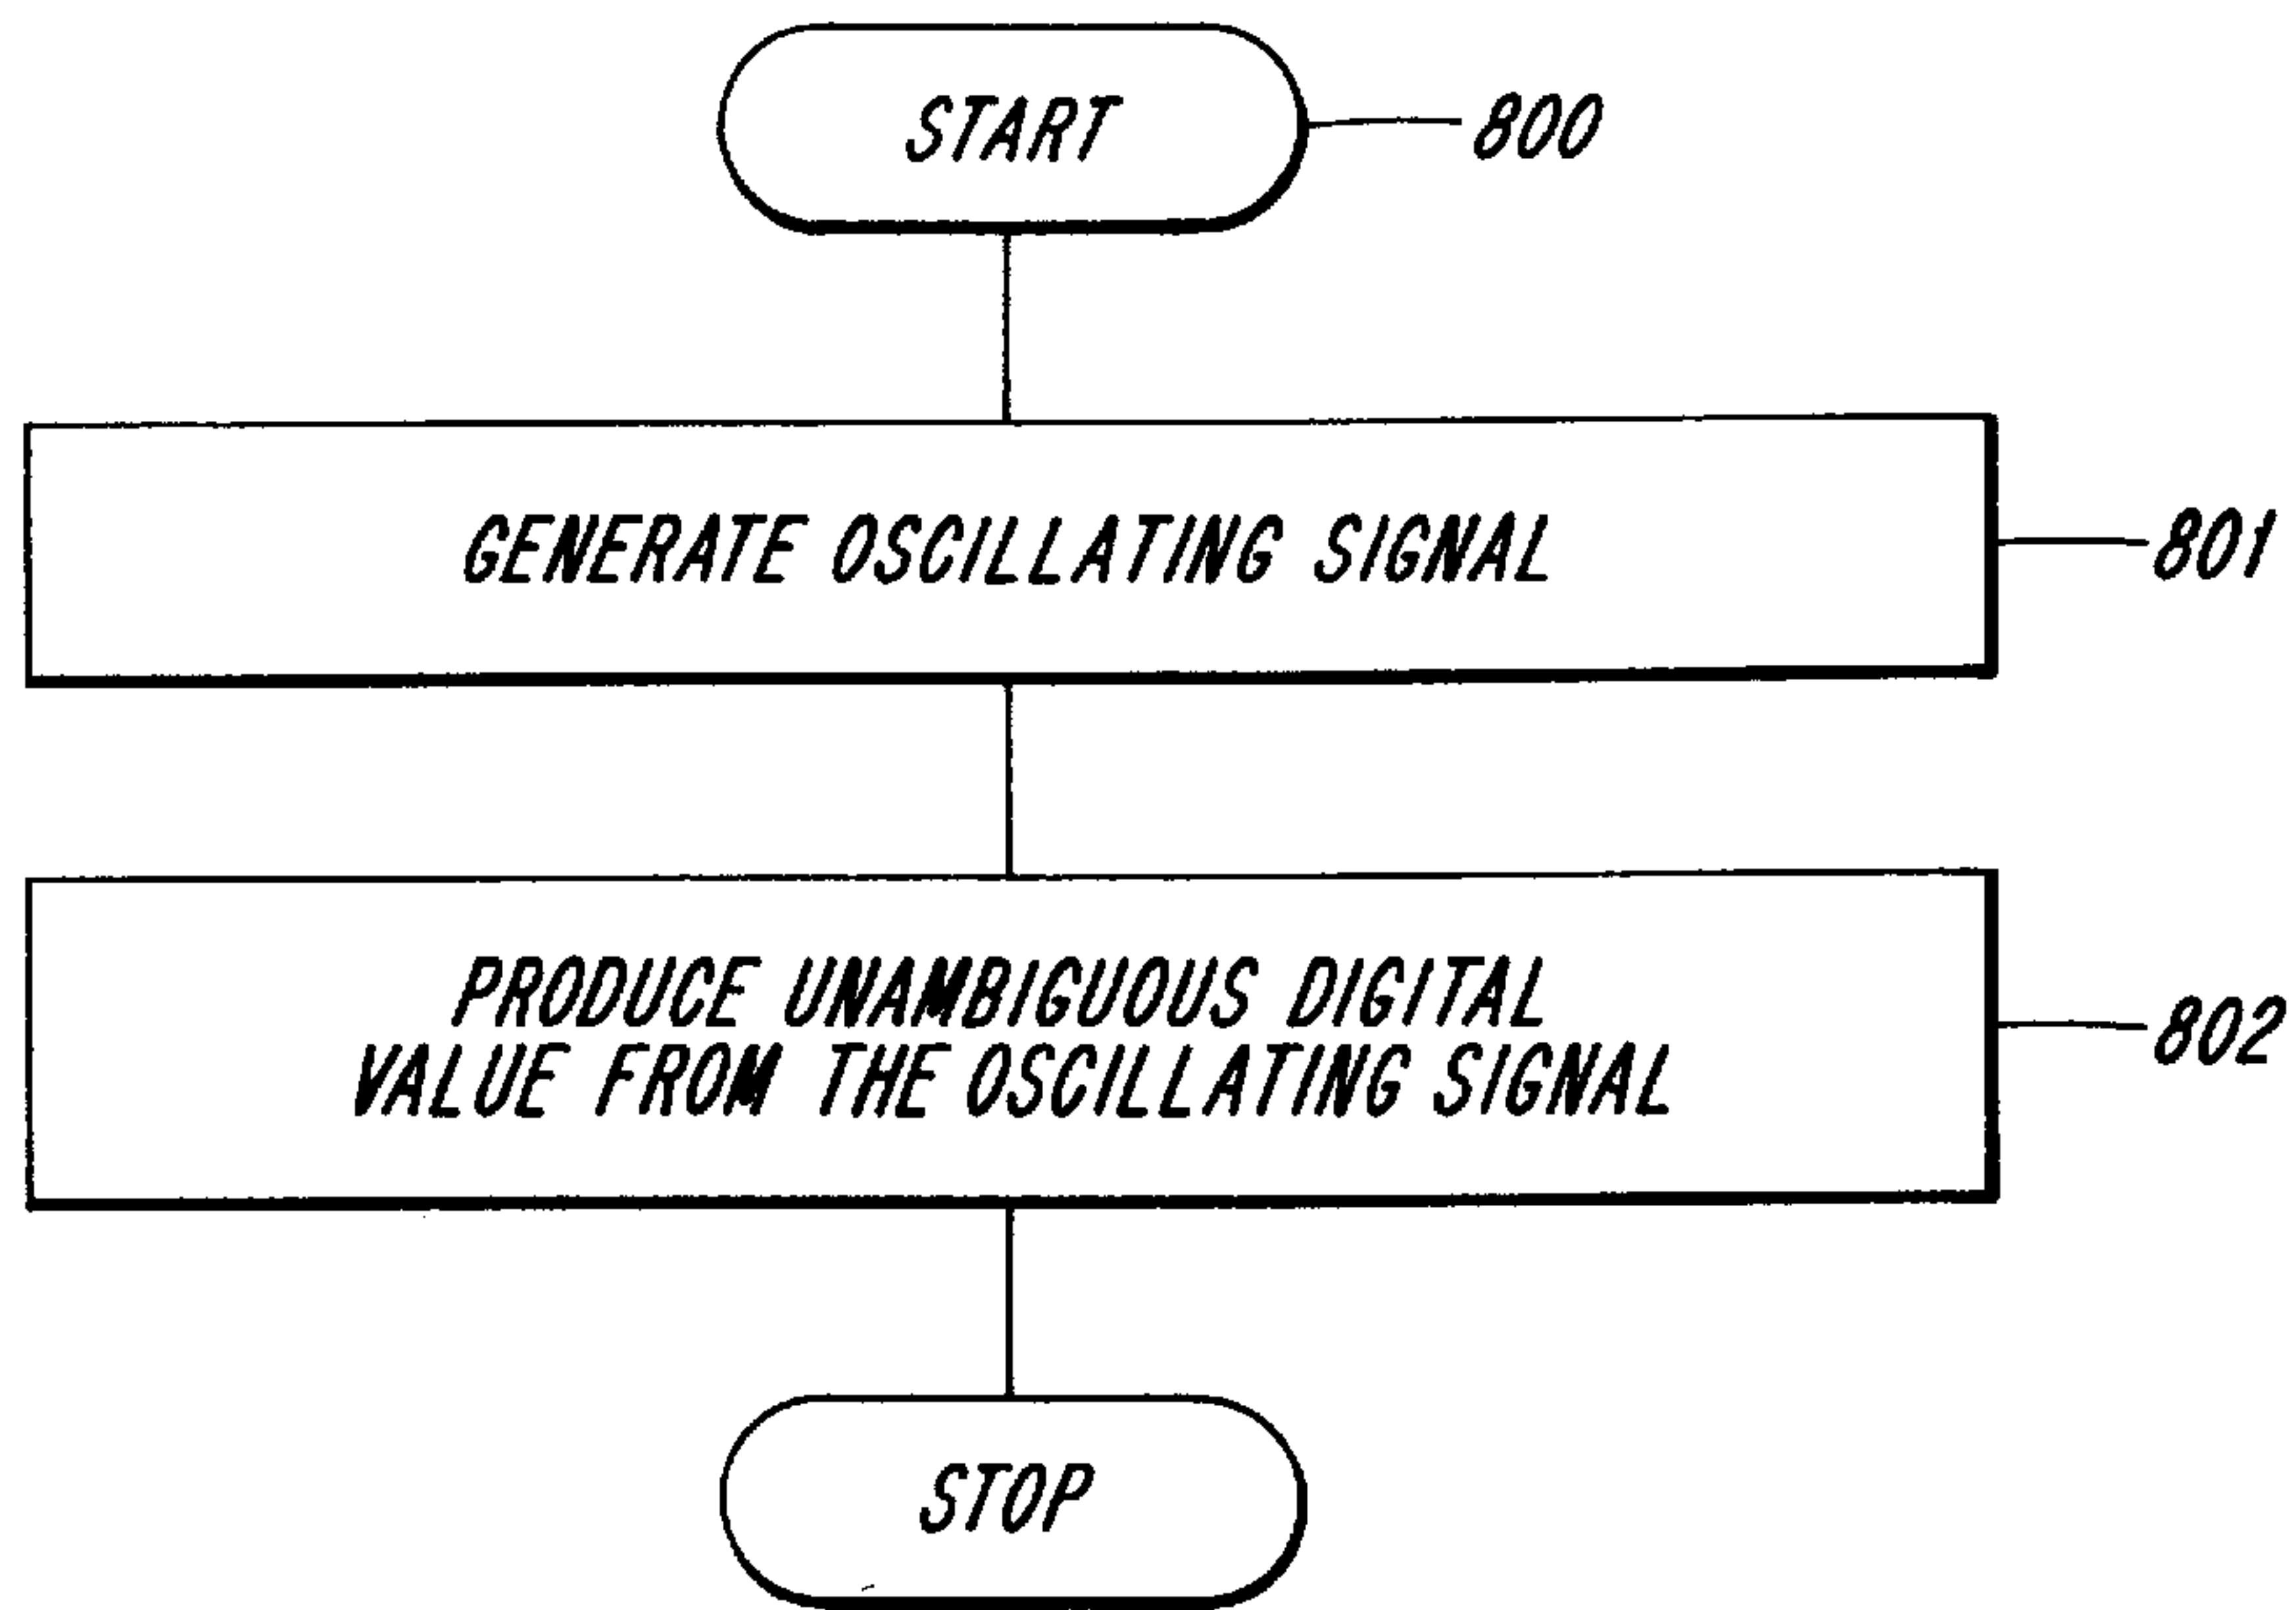 START
800
GENERATE OSCILLATING SIGNAL
801
PRODUCE UNAMBIGUOUS DIGITAL
VALUE FROM THE OSCILLATING SIGNAL
802
STOP